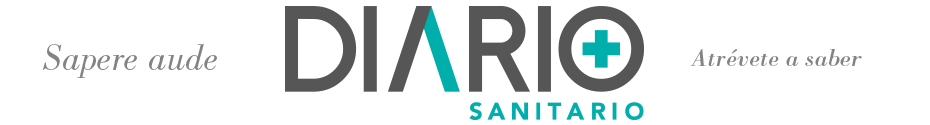 Sapere aude
DIARIO
SANITARIO
Atrévete a saber